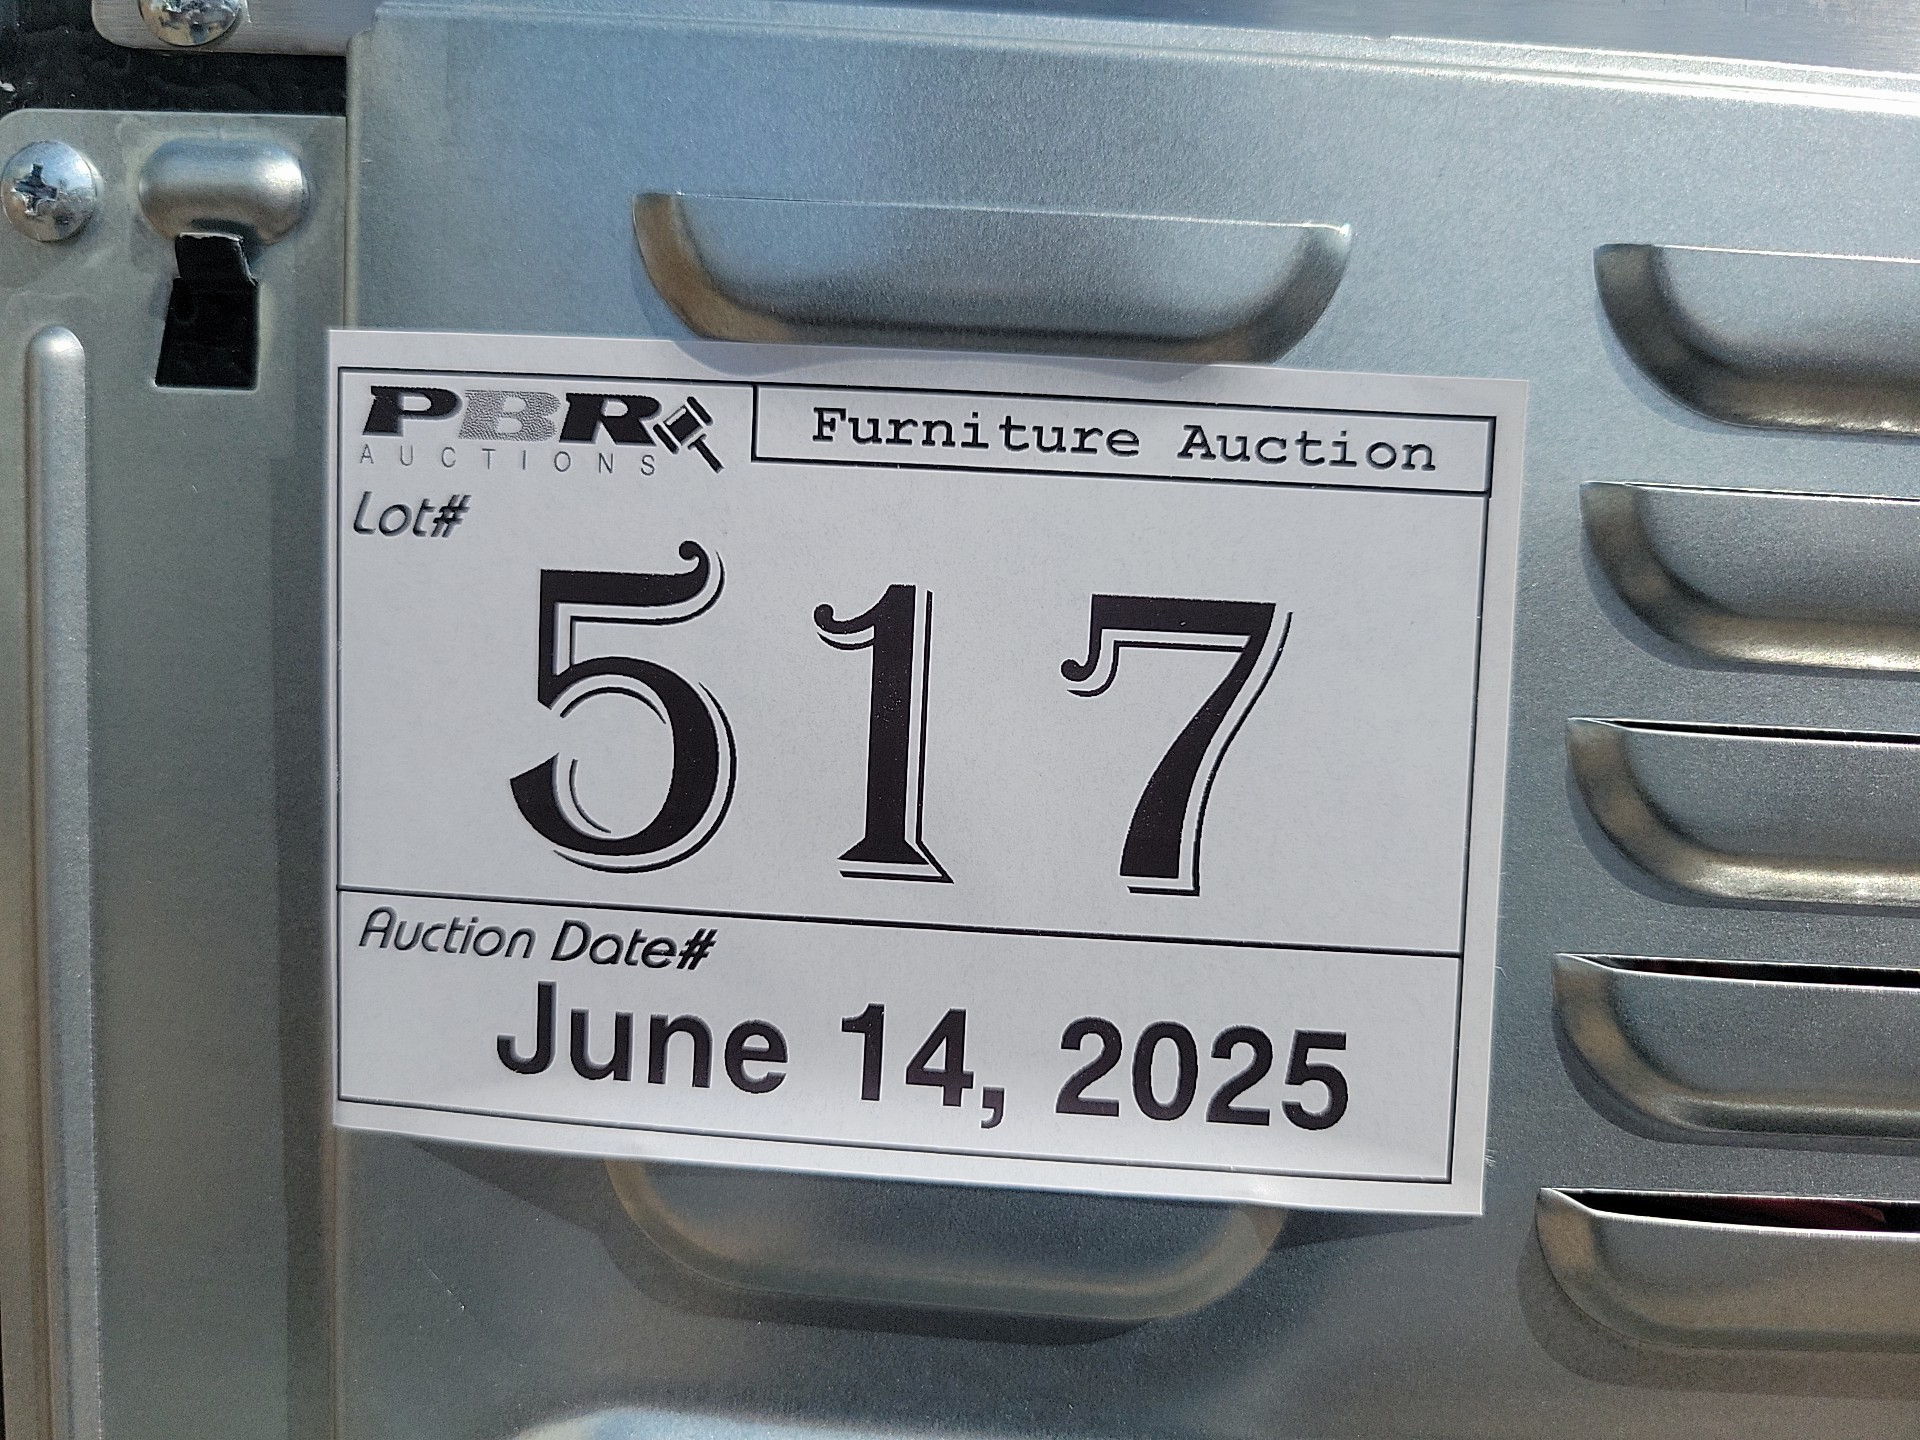 PBR
AUCTIONS
Furniture Auction
Lot#
517
Auction Date#
June 14, 2025